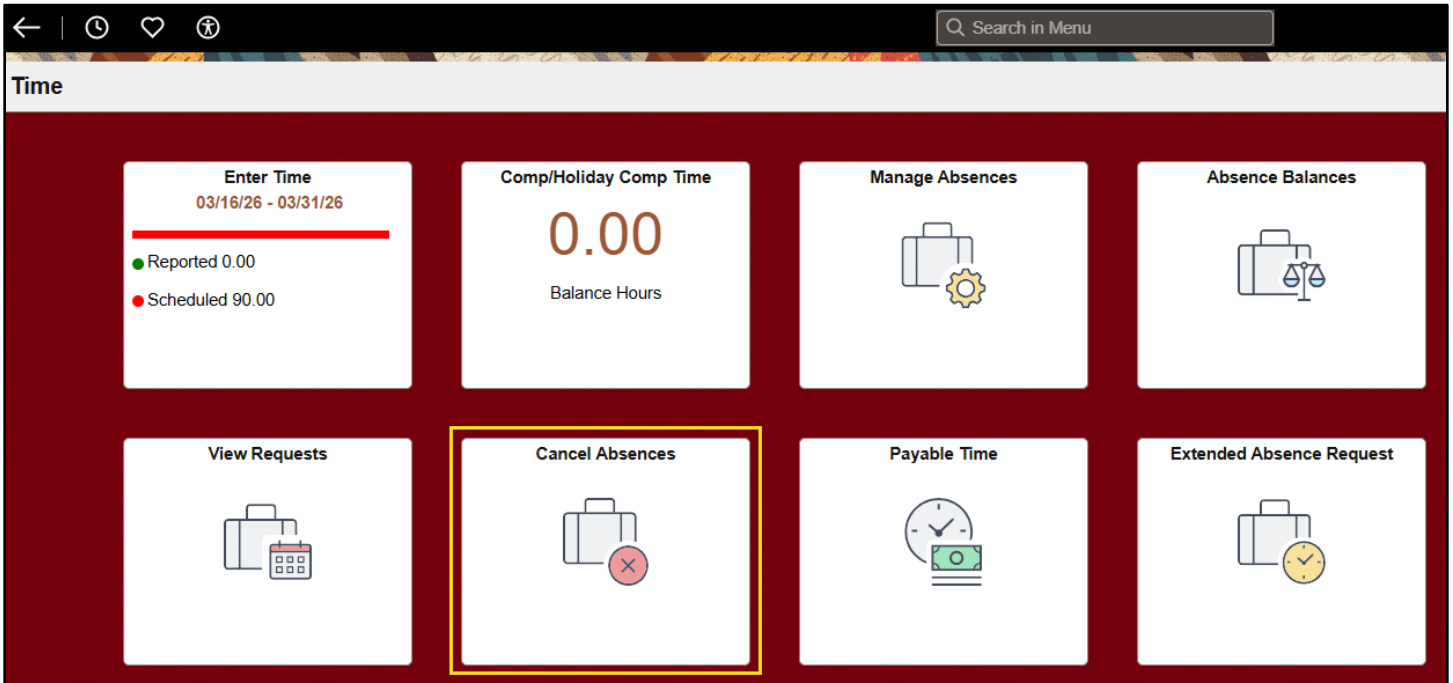 Search in Menu
Time
Enter Time
03/16/26 - 03/31/26
Reported 0.00
Scheduled 90.00
Comp/Holiday Comp Time
0.00
Balance Hours
Manage Absences
Absence Balances
View Requests
Cancel Absences
Payable Time
Extended Absence Request